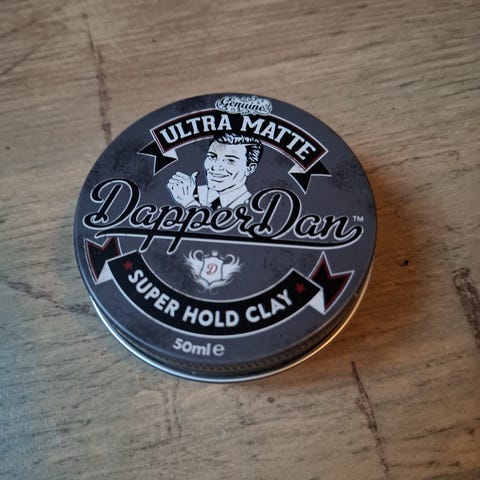 Genuine
ULTRA MATTE
DapperDan™
D
SUPER HOLD CLAY
50ml e